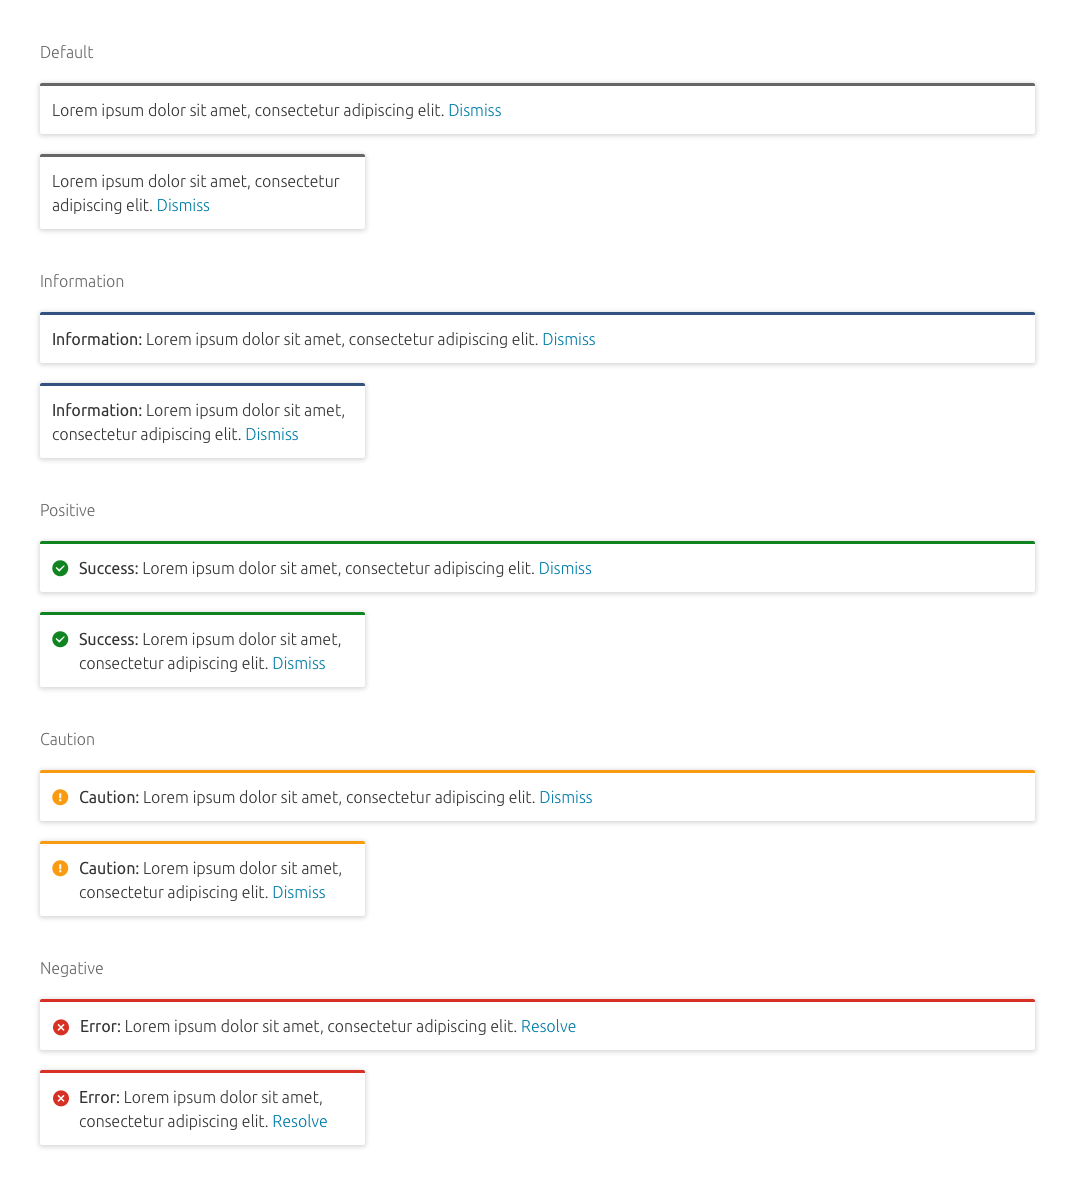 Default
Lorem ipsum dolor sit amet, consectetur adipiscing elit. Dismiss
Lorem ipsum dolor sit amet, consectetur
adipiscing elit. Dismiss
Information
Information: Lorem ipsum dolor sit amet, consectetur adipiscing elit. Dismiss
Information: Lorem ipsum dolor sit amet,
consectetur adipiscing elit. Dismiss
Positive
Success: Lorem ipsum dolor sit amet, consectetur adipiscing elit. Dismiss
Success: Lorem ipsum dolor sit amet,
consectetur adipiscing elit. Dismiss
Caution
Caution: Lorem ipsum dolor sit amet, consectetur adipiscing elit. Dismiss
Caution: Lorem ipsum dolor sit amet,
consectetur adipiscing elit. Dismiss
Negative
Error: Lorem ipsum dolor sit amet, consectetur adipiscing elit. Resolve
Error: Lorem ipsum dolor sit amet,
consectetur adipiscing elit. Resolve